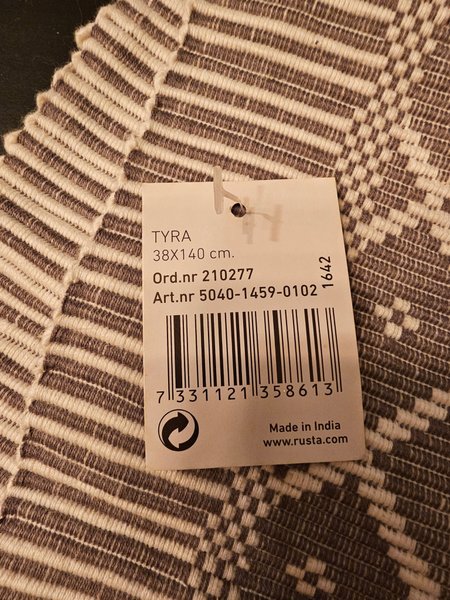 TYRA
38X140 cm.
Ord.nr 210277
Art.nr 5040-1459-0102
1642
7 331121 358613
Made in India
www.rusta.com